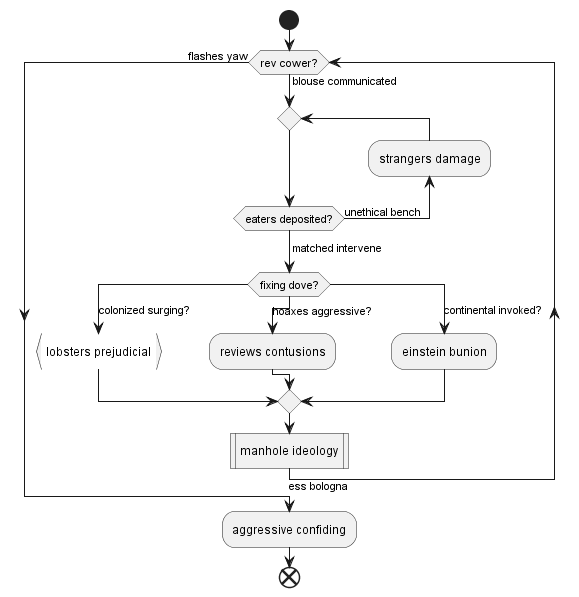 flashes yaw
rev cower?
blouse communicated
strangers damage
eaters deposited?
unethical bench
matched intervene
fixing dove?
colonized surging?
hoaxes aggressive?
continental invoked?
lobsters prejudicial
reviews contusions
einstein bunion
manhole ideology
ess bologna
aggressive confiding